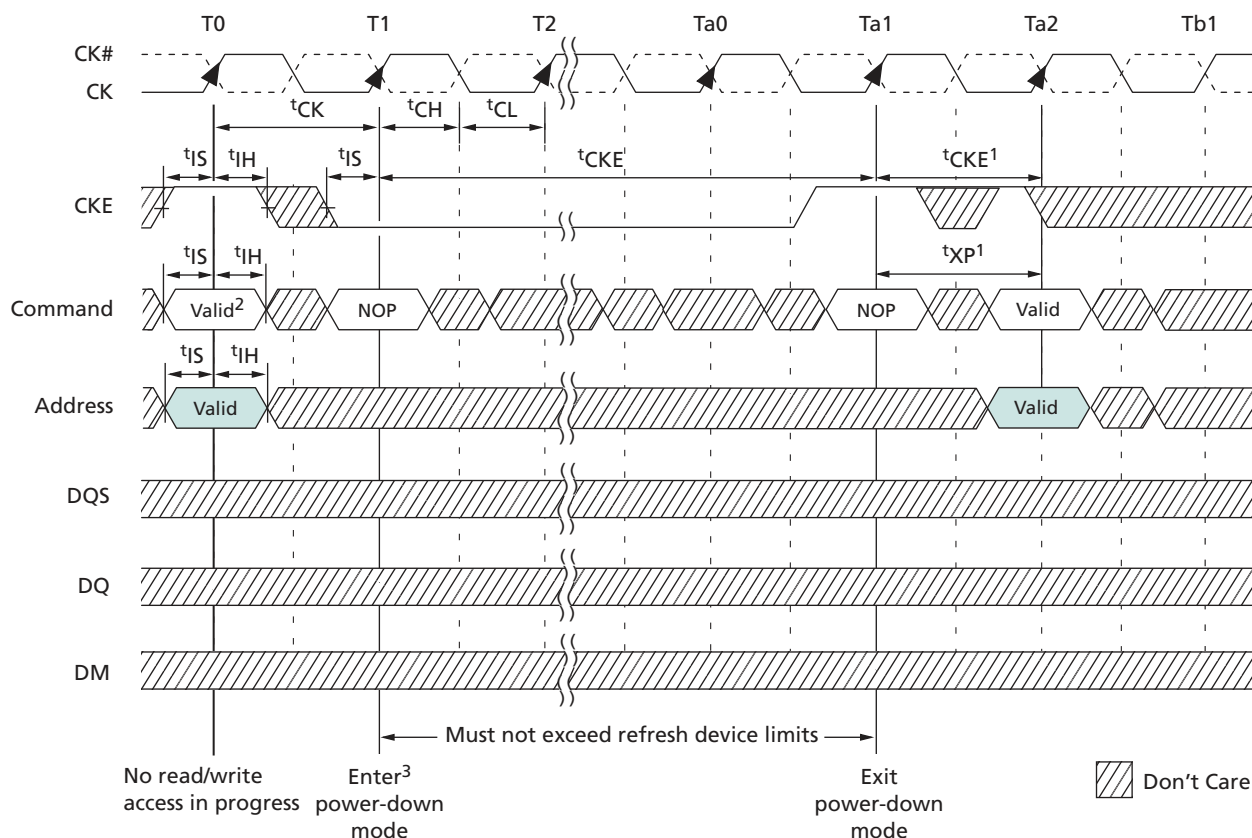 T0 T1 T2 Ta0 Ta1 Ta2 Tb1
CK#
CK
tCK tCH tCL
tIS tIH tIS tCKE tCKE1
CKE
tIS tIH tXP1
Command Valid2 NOP NOP Valid
tIS tIH
Address Valid Valid
DQS
DQ
DM
Must not exceed refresh device limits
No read/write
access in progress
Enter3
power-down
mode
Exit
power-down
mode
Don't Care